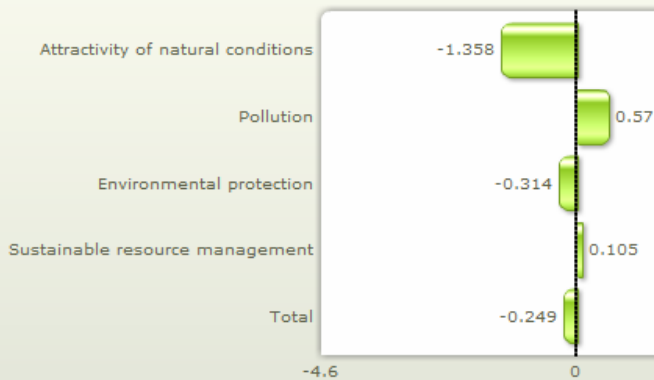 Attractivity of natural conditions -1.358
Pollution 0.57
Environmental protection -0.314
Sustainable resource management 0.105
Total -0.249
-4.6 0